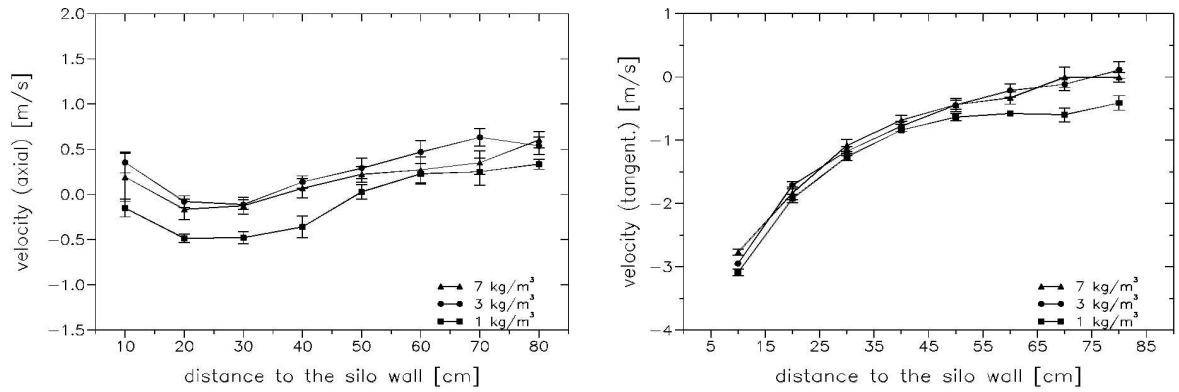 velocity (axial) [m/s]
2.0
1.5
1.0
0.5
0.0
−0.5
−1.0
−1.5
7 kg/m³
3 kg/m³
1 kg/m³
10 20 30 40 50 60 70 80
distance to the silo wall [cm]
velocity (tangent.) [m/s]
1
0
−1
−2
−3
−4
7 kg/m³
3 kg/m³
1 kg/m³
5 15 25 35 45 55 65 75 85
distance to the silo wall [cm]